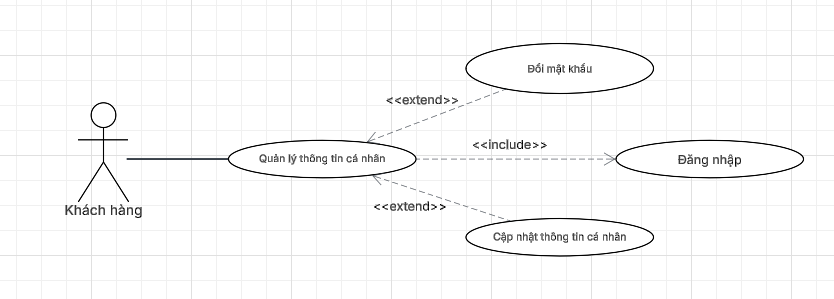 Đổi mật khẩu
<<extend>>
<<include>>
Quản lý thông tin cá nhân
Đăng nhập
<<extend>>
Khách hàng
Cập nhật thông tin cá nhân